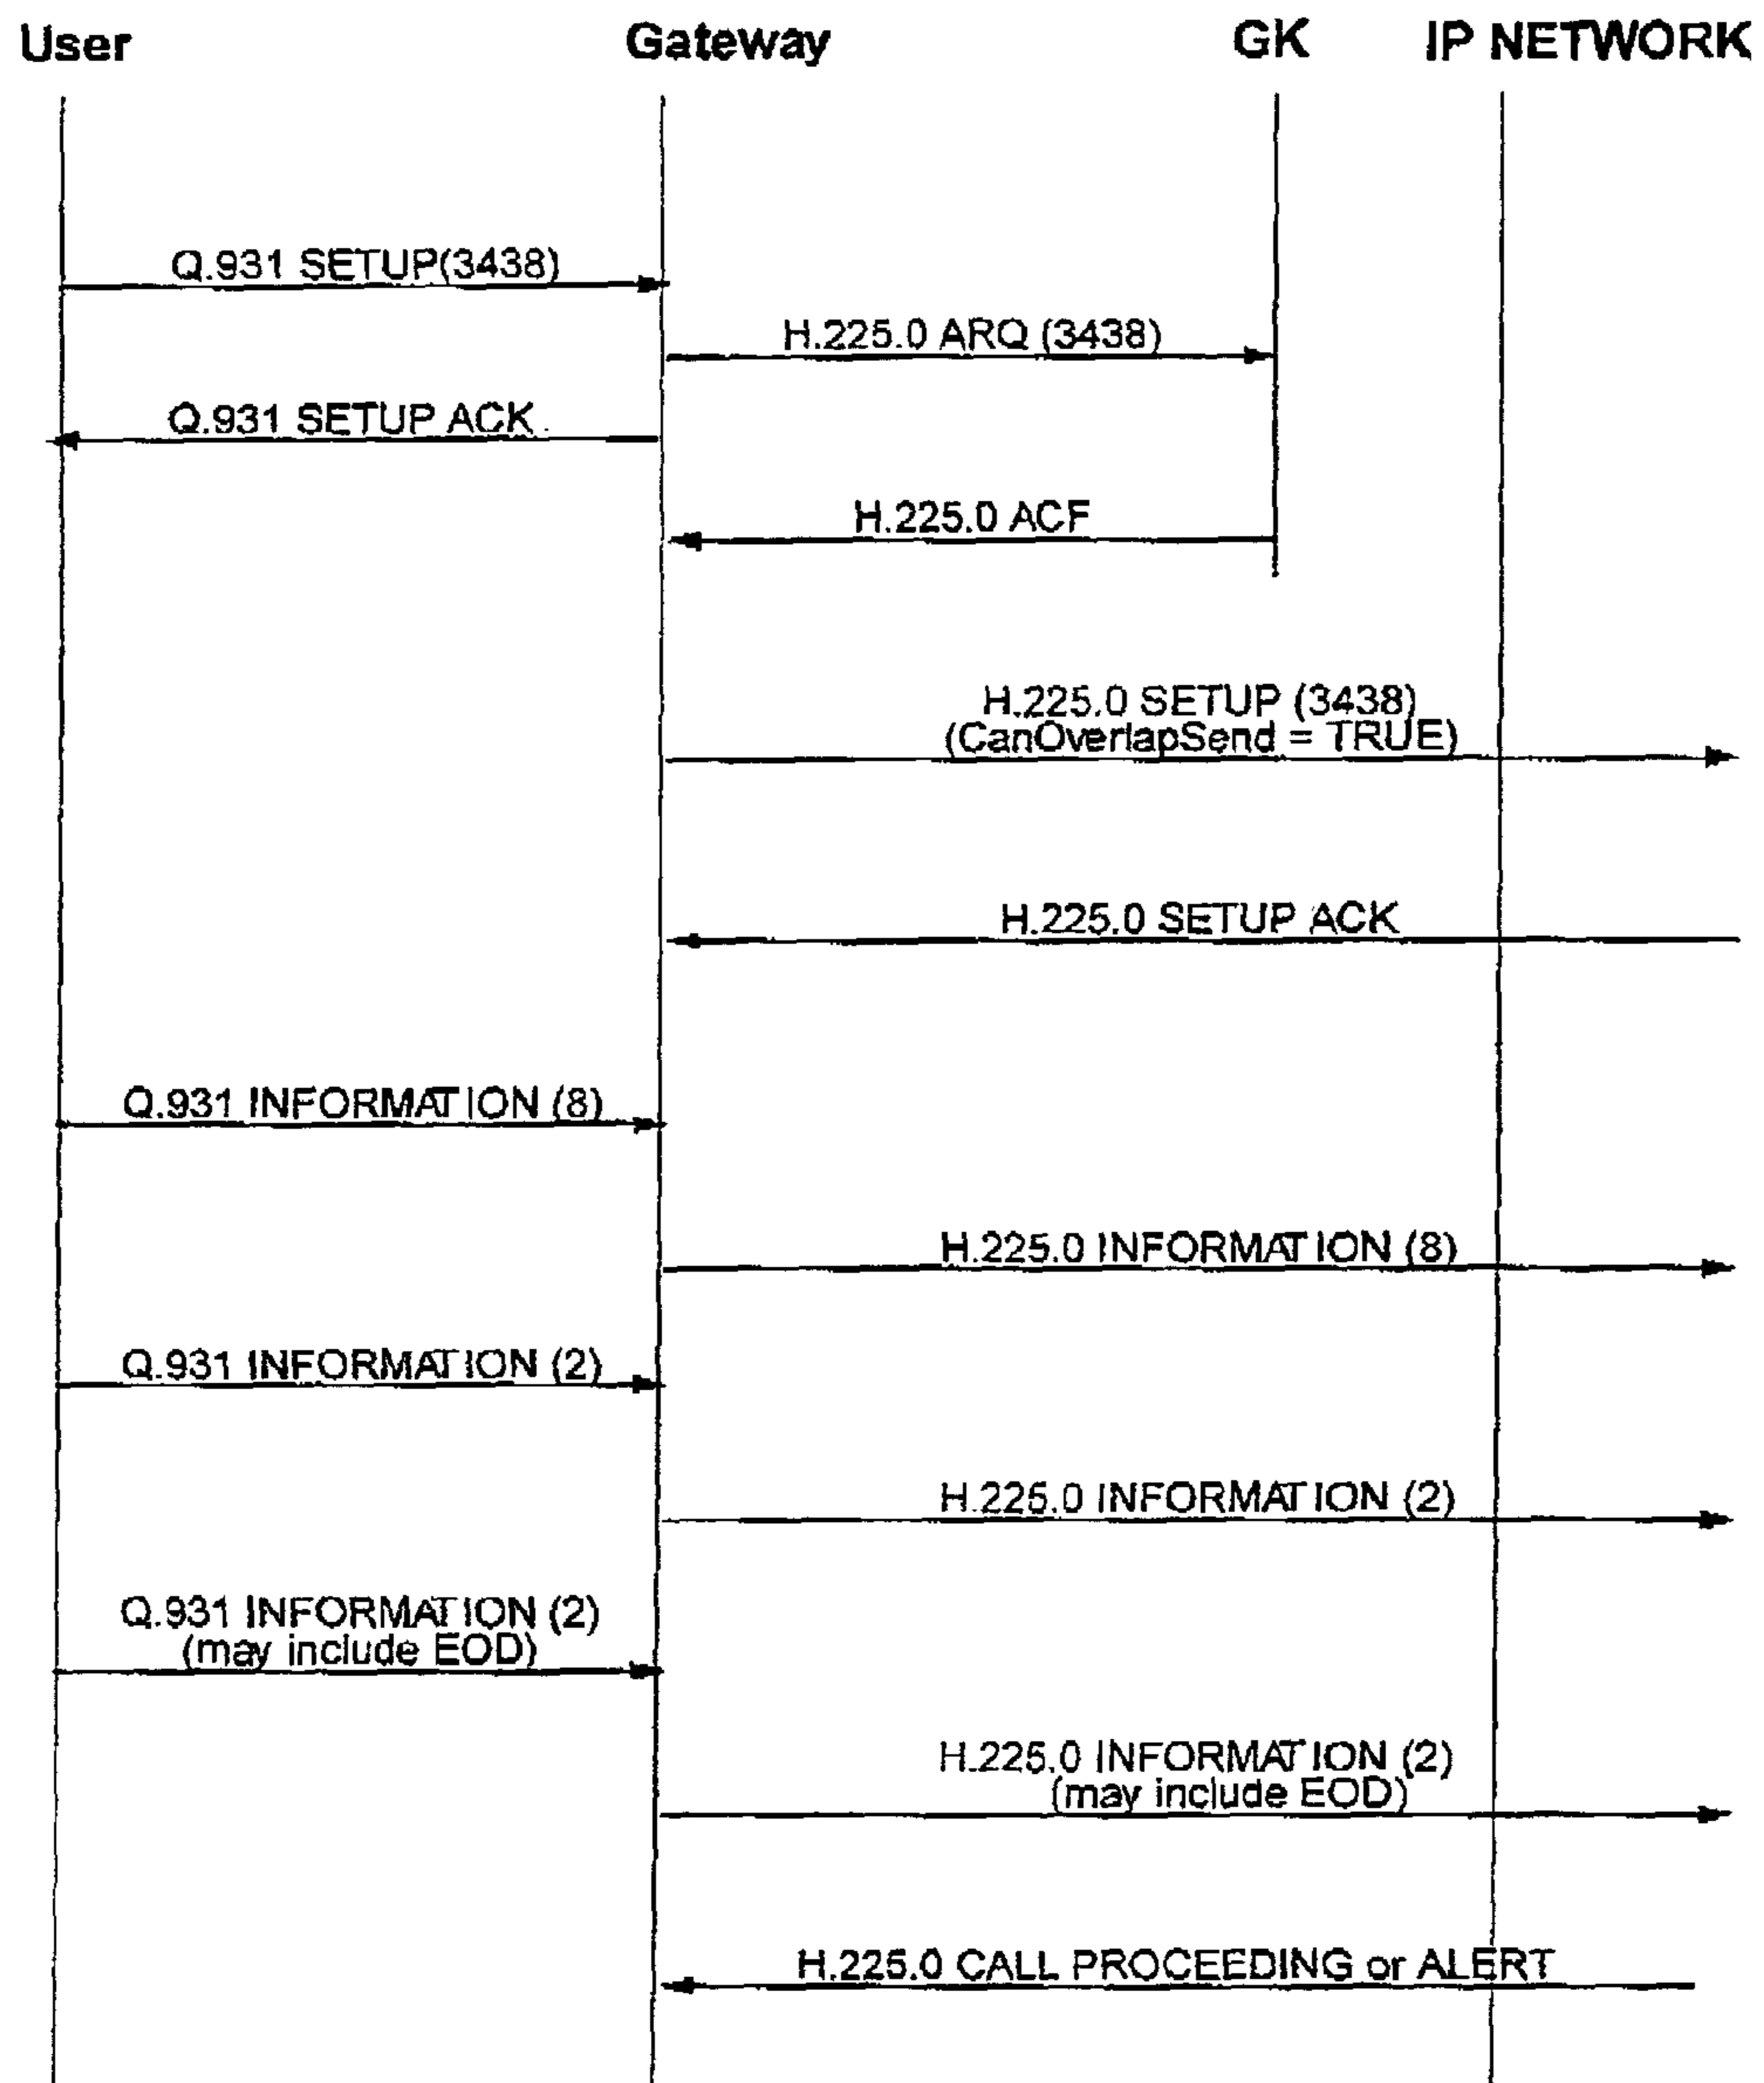 User Gateway GK IP NETWORK
Q.931 SETUP(3438)
H.225.0 ARQ (3438)
Q.931 SETUP ACK
H.225.0 ACF
H.225.0 SETUP (3438)
(CanOverlapSend = TRUE)
H.225.0 SETUP ACK
Q.931 INFORMATION (8)
H.225.0 INFORMATION (8)
Q.931 INFORMATION (2)
H.225.0 INFORMATION (2)
Q.931 INFORMATION (2)
(may include EOD)
H.225.0 INFORMATION (2)
(may include EOD)
H.225.0 CALL PROCEEDING or ALERT